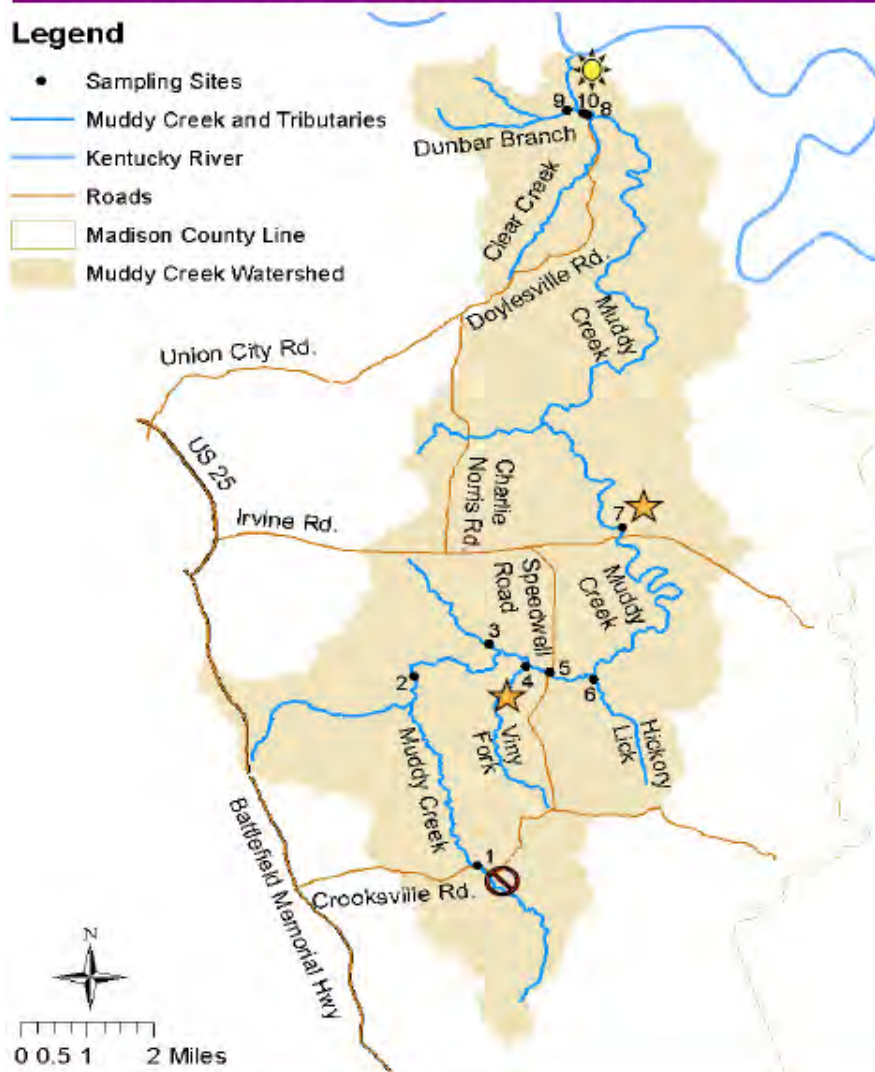 Legend
Sampling Sites
Muddy Creek and Tributaries
Kentucky River
Roads
Madison County Line
Muddy Creek Watershed
9
10
8
Dunbar Branch
Clear Creek
Doylesville Rd.
Muddy
Creek
Union City Rd.
US 25
Charlie
Norris Rd.
Irvine Rd.
7
Speedwell
Road
Muddy
Creek
3
2
4
5
6
Viny
Fork
Hickory
Lick
Muddy Creek
Battlefield Memorial Hwy
1
Crooksville Rd.
N
0 0.5 1 2 Miles